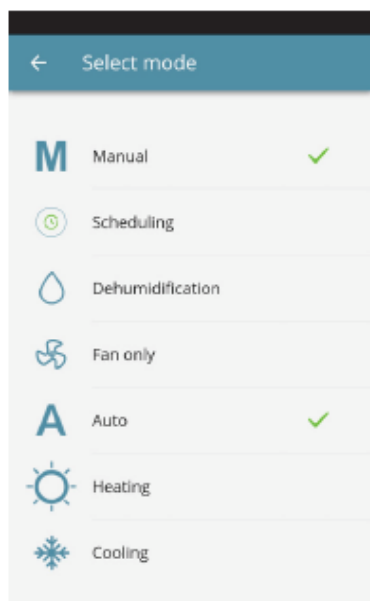 Select mode
M Manual
Scheduling
Dehumidification
Fan only
A Auto
Heating
Cooling